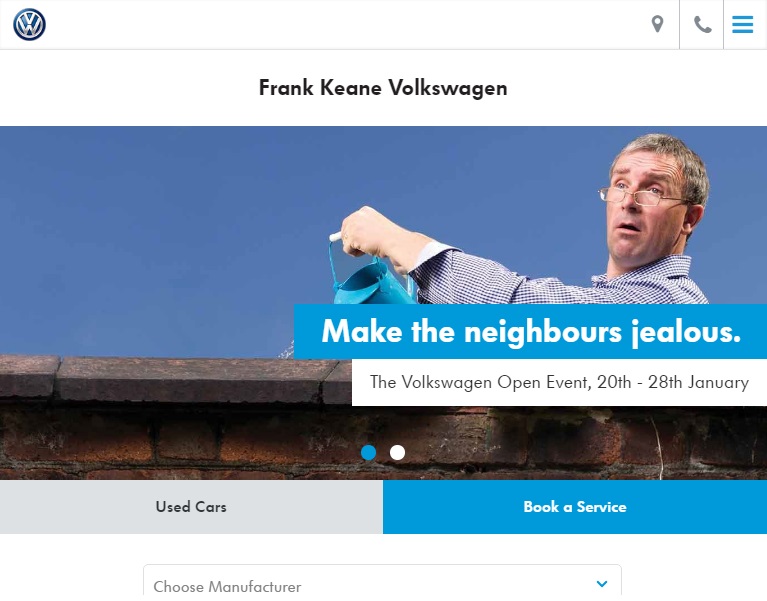 Frank Keane Volkswagen
Make the neighbours jealous.
The Volkswagen Open Event, 20th - 28th January
Used Cars
Book a Service
Choose Manufacturer